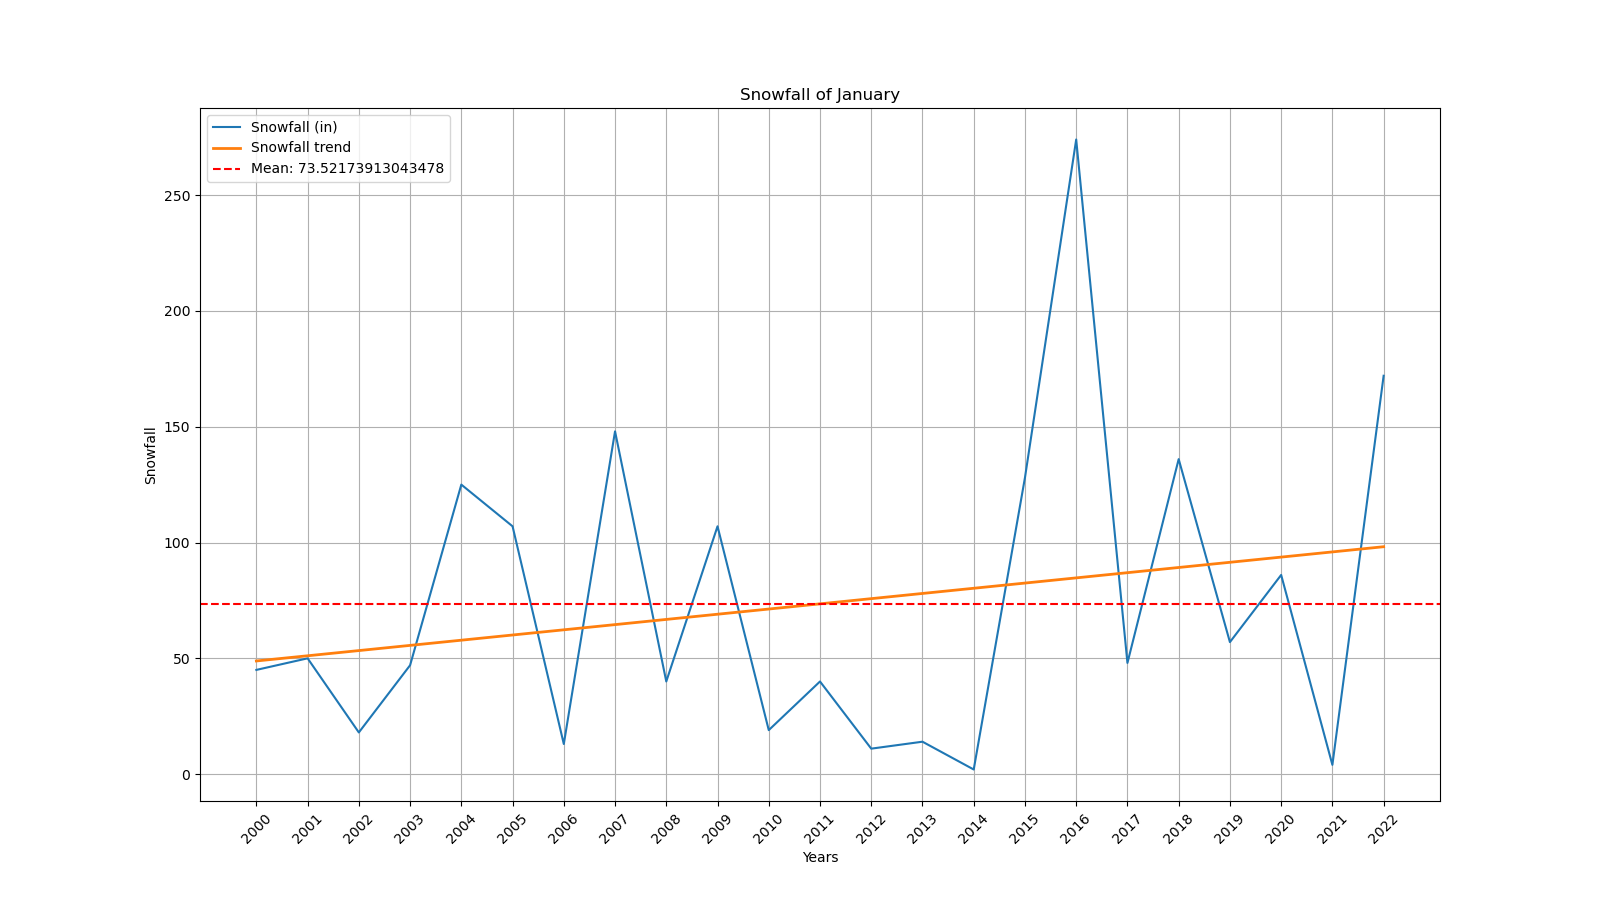 Snowfall of January
Snowfall (in)
Snowfall trend
Mean: 73.52173913043478
250
200
150
100
50
0
Snowfall
2000 2001 2002 2003 2004 2005 2006 2007 2008 2009 2010 2011 2012 2013 2014 2015 2016 2017 2018 2019 2020 2021 2022
Years